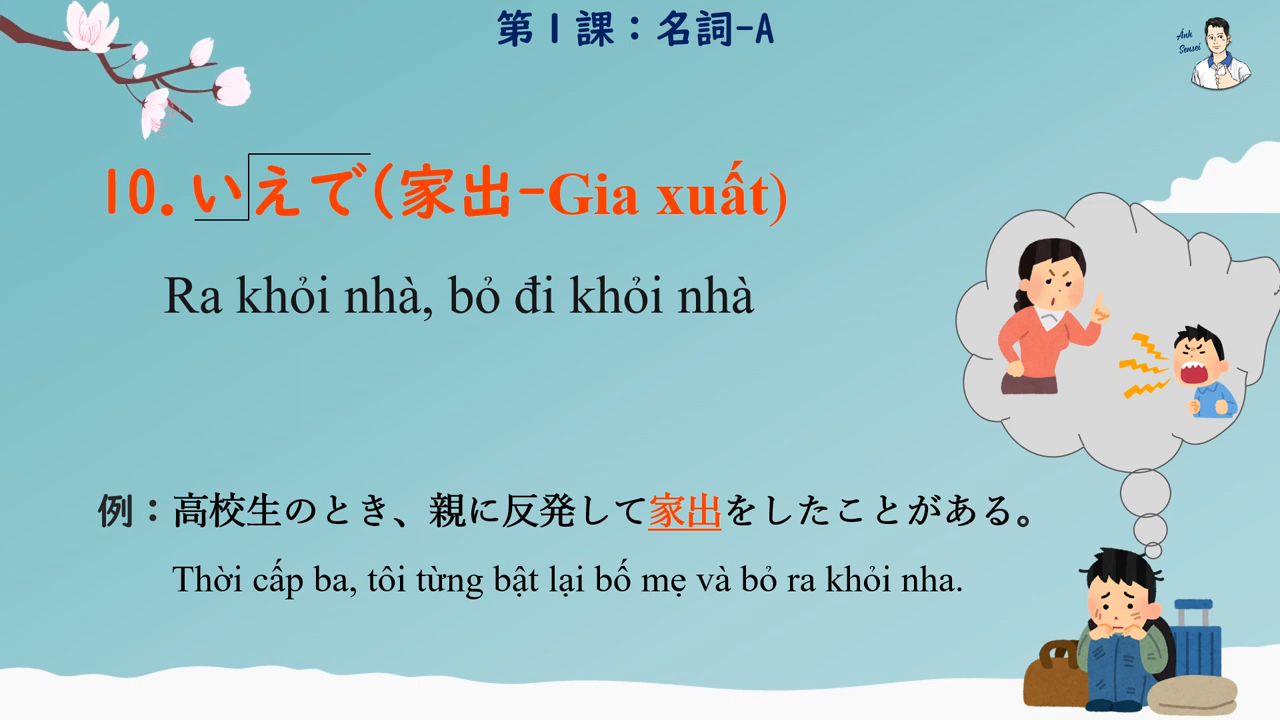 第1課：名詞-A
Ánh
Sensei
10.いえで(家出-Gia xuất)
Ra khỏi nhà, bỏ đi khỏi nhà
例：高校生のとき、親に反発して家出をしたことがある。
Thời cấp ba, tôi từng bật lại bố mẹ và bỏ ra khỏi nha.